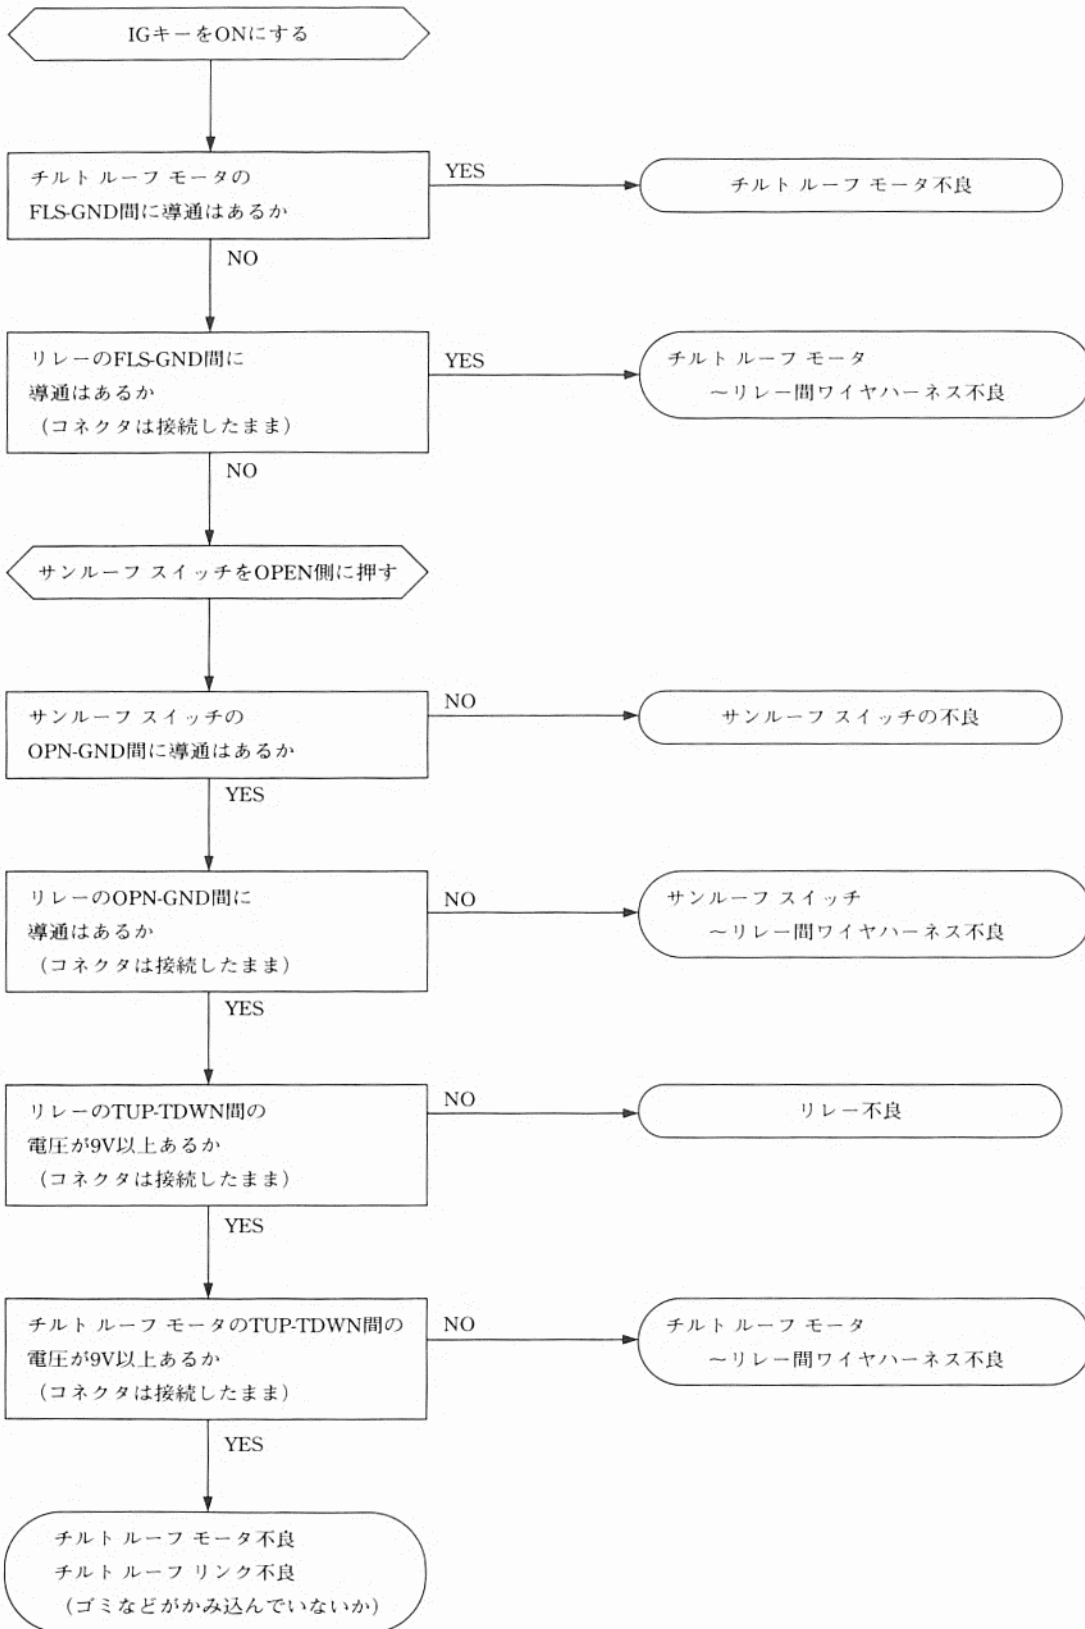 IGキーをONにする
チルト ルーフ モータの
FLS-GND間に導通はあるか
YES
チルト ルーフ モータ不良
NO
リレーのFLS-GND間に
導通はあるか
（コネクタは接続したまま）
YES
チルト ルーフ モータ
～リレー間ワイヤハーネス不良
NO
サンルーフ スイッチをOPEN側に押す
サンルーフ スイッチの
OPN-GND間に導通はあるか
NO
サンルーフ スイッチの不良
YES
リレーのOPN-GND間に
導通はあるか
（コネクタは接続したまま）
NO
サンルーフ スイッチ
～リレー間ワイヤハーネス不良
YES
リレーのTUP-TDWN間の
電圧が9V以上あるか
（コネクタは接続したまま）
NO
リレー不良
YES
チルト ルーフ モータのTUP-TDWN間の
電圧が9V以上あるか
（コネクタは接続したまま）
NO
チルト ルーフ モータ
～リレー間ワイヤハーネス不良
YES
チルト ルーフ モータ不良
チルト ルーフ リンク不良
（ゴミなどがかみ込んでいないか）